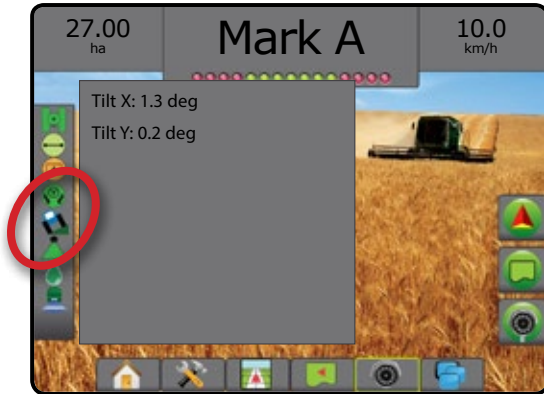 27.00
ha
Mark A
10.0
km/h
Tilt X: 1.3 deg
Tilt Y: 0.2 deg